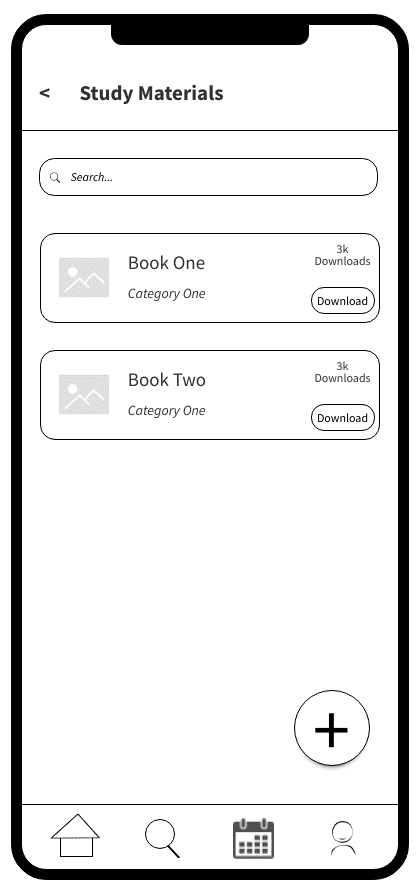 < Study Materials
Search...
Book One
3k
Downloads
Category One
Download
Book Two
3k
Downloads
Category One
Download
+